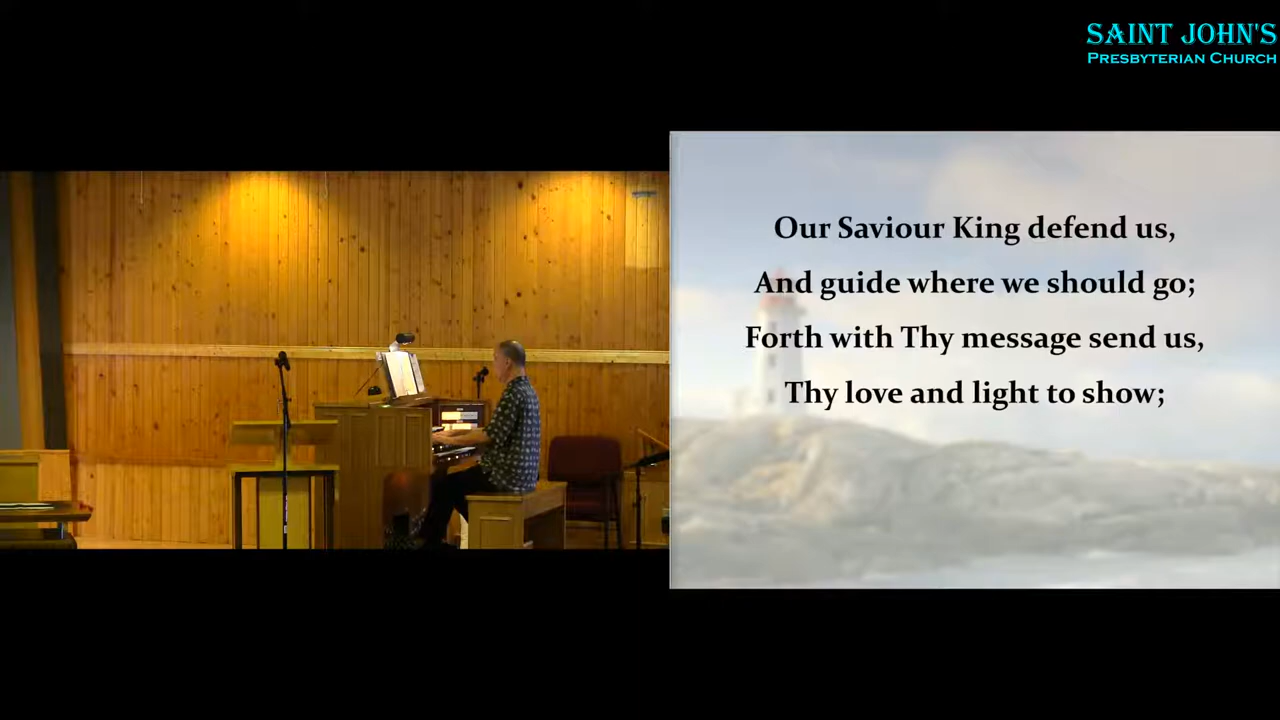 SAINT JOHN'S
PRESBYTERIAN CHURCH
Our Saviour King defend us,
And guide where we should go;
Forth with Thy message send us,
Thy love and light to show;